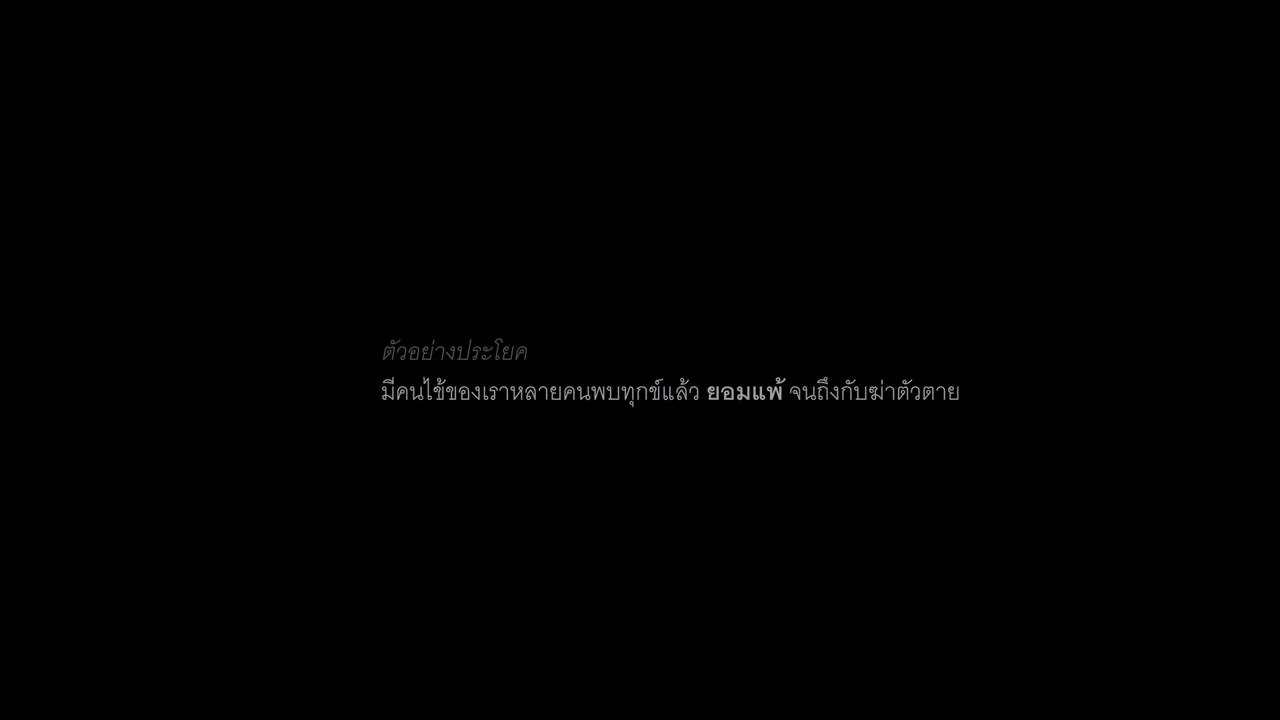 ตัวอย่างประโยค
มีคนไข้ของเราหลายคนพบทุกข์แล้ว ยอมแพ้ จนถึงกับฆ่าตัวตาย